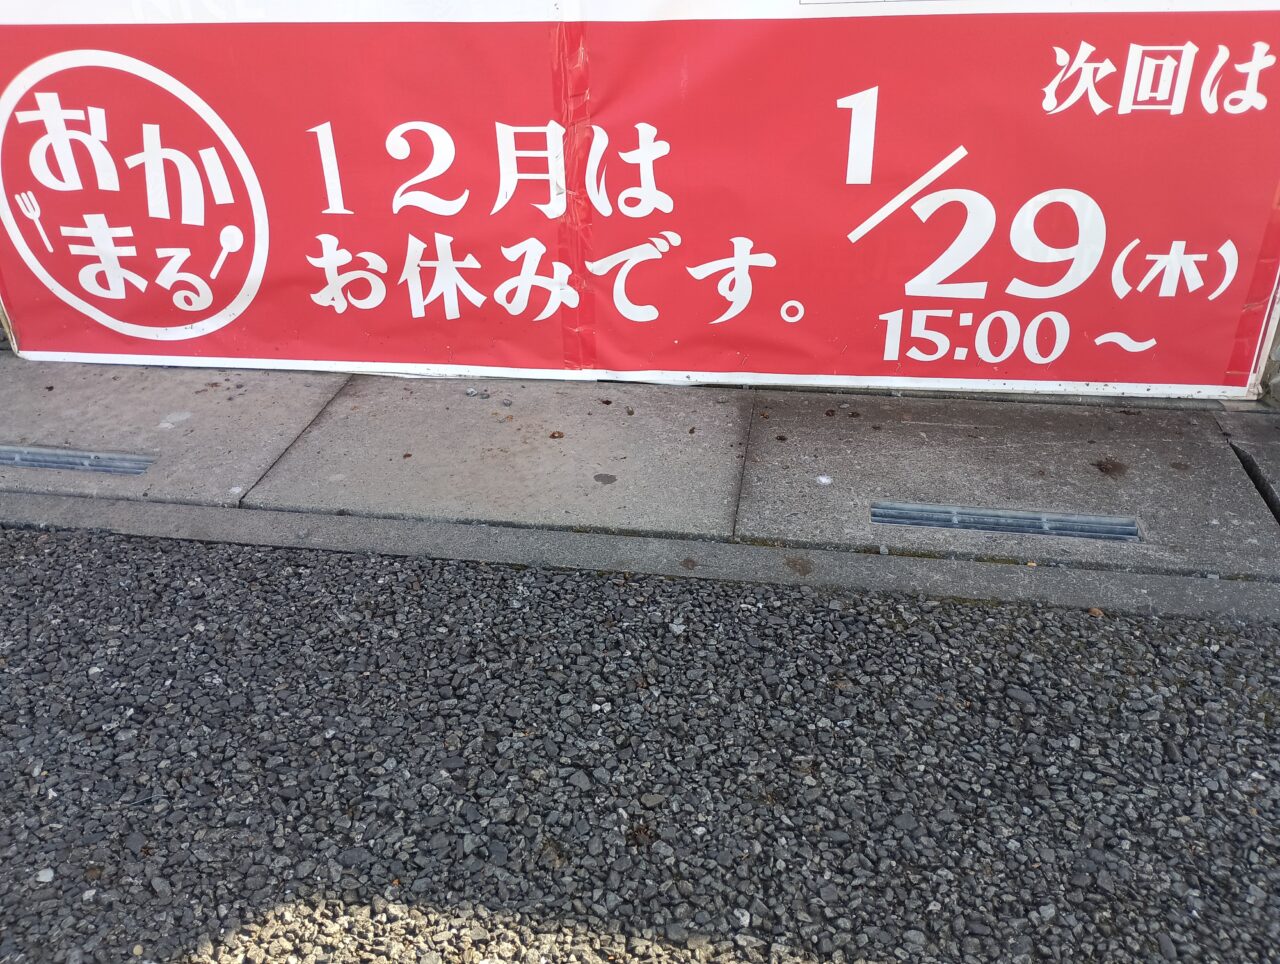 おか
まる
12月は
お休みです。
次回は
1/29(木)
15:00～